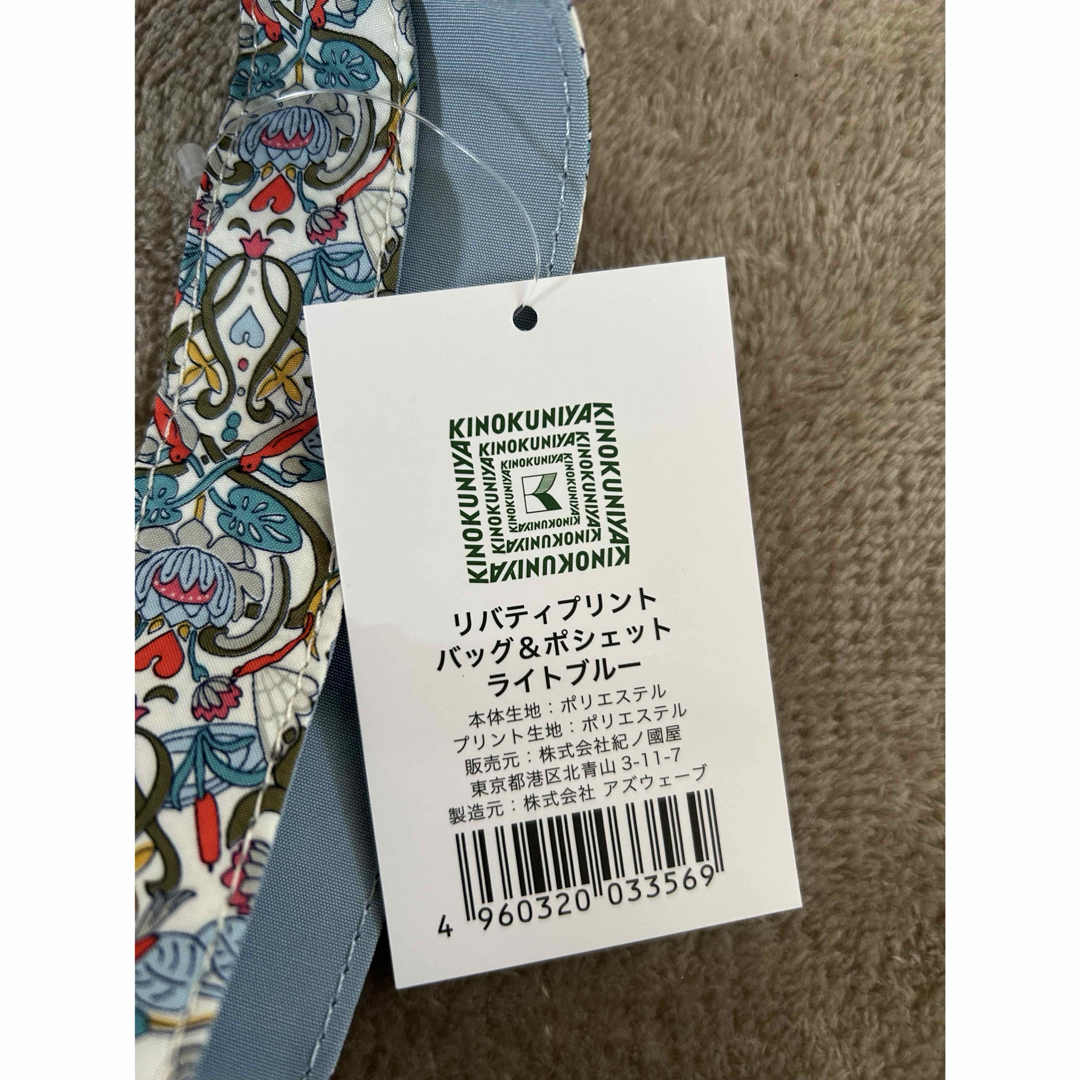 KINOKUNIYA KINOKUNIYA KINOKUNIYA KINOKUNIYA
KINOKUNIYA KINOKUNIYA KINOKUNIYA KINOKUNIYA
KINOKUNIYA KINOKUNIYA KINOKUNIYA KINOKUNIYA
リバティプリント
バッグ&ポシェット
ライトブルー
本体生地:ポリエステル
プリント生地:ポリエステル
販売元:株式会社紀ノ國屋
東京都港区北青山 3-11-7
製造元:株式会社 アズウェーブ
4 960320 033569